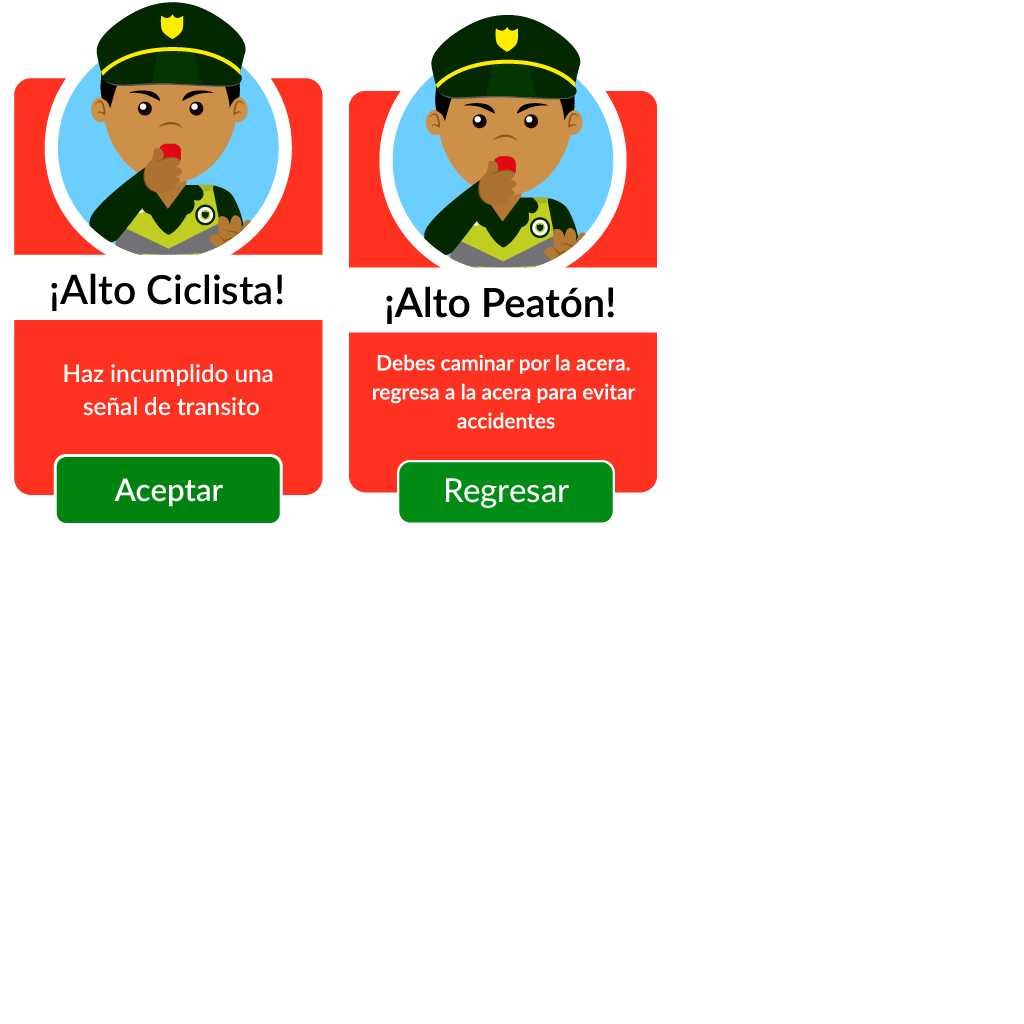 ¡Alto Ciclista!
Haz incumplido una
señal de transito
Aceptar
¡Alto Peatón!
Debes caminar por la acera.
regresa a la acera para evitar
accidentes
Regresar